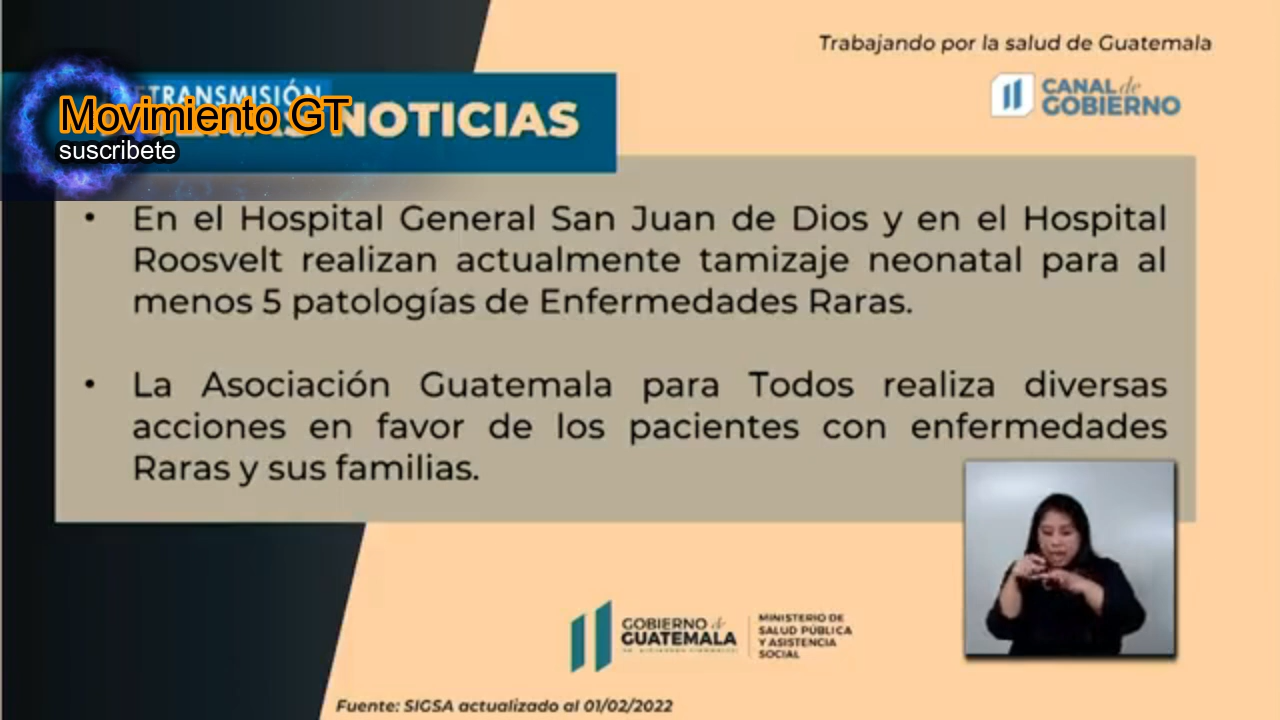 Trabajando por la salud de Guatemala
CANAL de
GOBIERNO
TRANSMISIÓN
Movimiento GT
NOTICIAS
suscribete
• En el Hospital General San Juan de Dios y en el Hospital
Roosvelt realizan actualmente tamizaje neonatal para al
menos 5 patologías de Enfermedades Raras.
• La Asociación Guatemala para Todos realiza diversas
acciones en favor de los pacientes con enfermedades
Raras y sus familias.
GOBIERNO de
GUATEMALA
MINISTERIO DE
SALUD PÚBLICA
Y ASISTENCIA
SOCIAL
Fuente: SIGSA actualizado al 01/02/2022